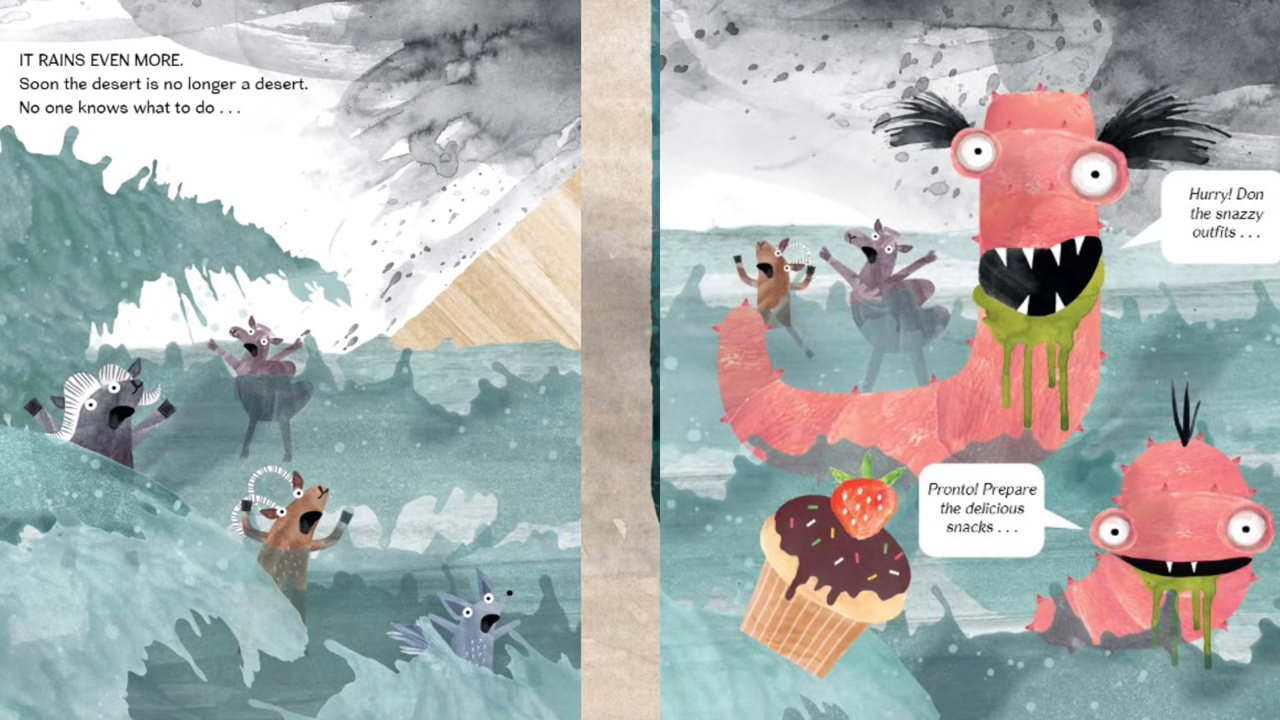 IT RAINS EVEN MORE.
Soon the desert is no longer a desert.
No one knows what to do . . .
Hurry! Don
the snazzy
outfits . . .
Pronto! Prepare
the delicious
snacks . . .